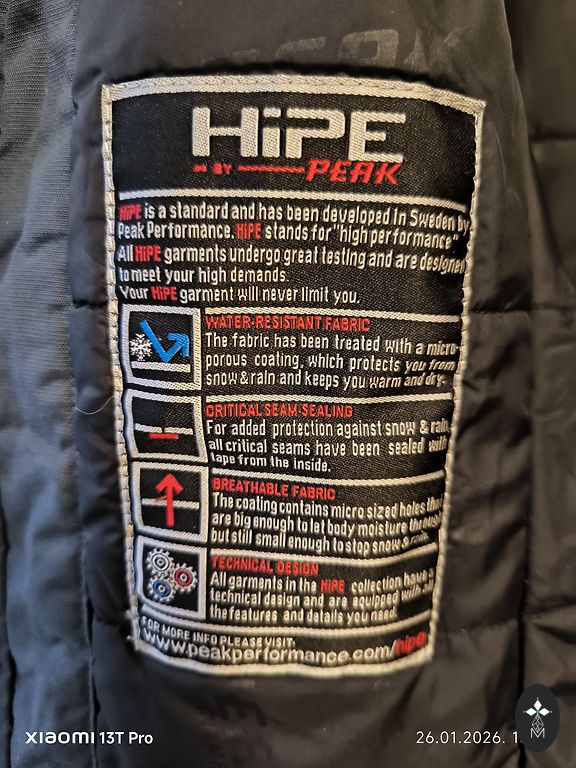 HiPE
BY PEAK
HiPE is a standard and has been developed in Sweden by
Peak Performance. HiPE stands for "high performance"
All HiPE garments undergo great testing and are designed
to meet your high demands.
Your HiPE garment will never limit you.
WATER-RESISTANT FABRIC
The fabric has been treated with a micro-
porous coating, which protects you from
snow & rain and keeps you warm and dry.
CRITICAL SEAM-SEALING
For added protection against snow & rain,
all critical seams have been sealed with
tape from the inside.
BREATHABLE FABRIC
The coating contains micro sized holes that
are big enough to let body moisture through
but still small enough to stop snow & rain.
TECHNICAL DESIGN
All garments in the HiPE collection have a
technical design and are equipped with all
the features and details you need.
FOR MORE INFO PLEASE VISIT:
www.peakperformance.com/hipe
XIAOMI 13T Pro
26.01.2026.